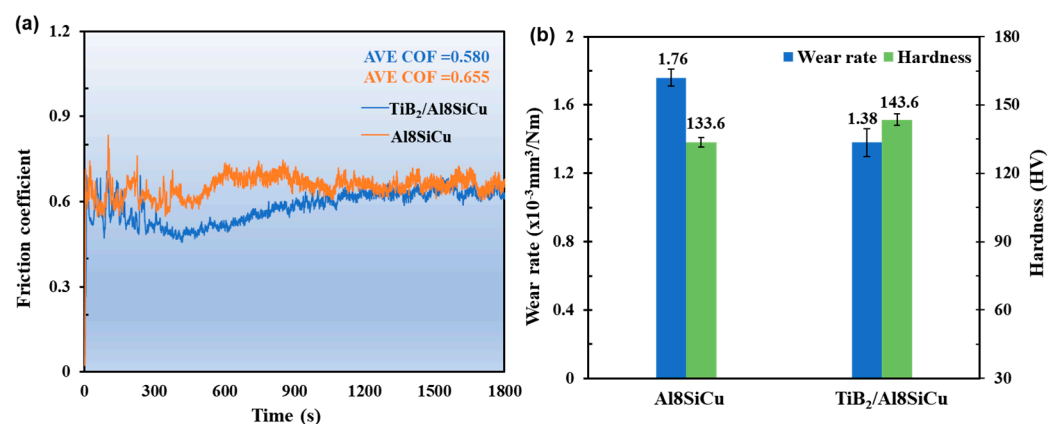 (a)
1.2
0.9
0.6
0.3
0
Friction coefficient
AVE COF =0.580
AVE COF =0.655
TiB₂/Al8SiCu
Al8SiCu
0 300 600 900 1200 1500 1800
Time (s)
(b)
2
1.6
1.2
0.8
0.4
0
Wear rate (x10⁻³mm³/Nm)
Wear rate Hardness
1.76
133.6
1.38
143.6
180
150
120
90
60
30
Hardness (HV)
Al8SiCu TiB₂/Al8SiCu